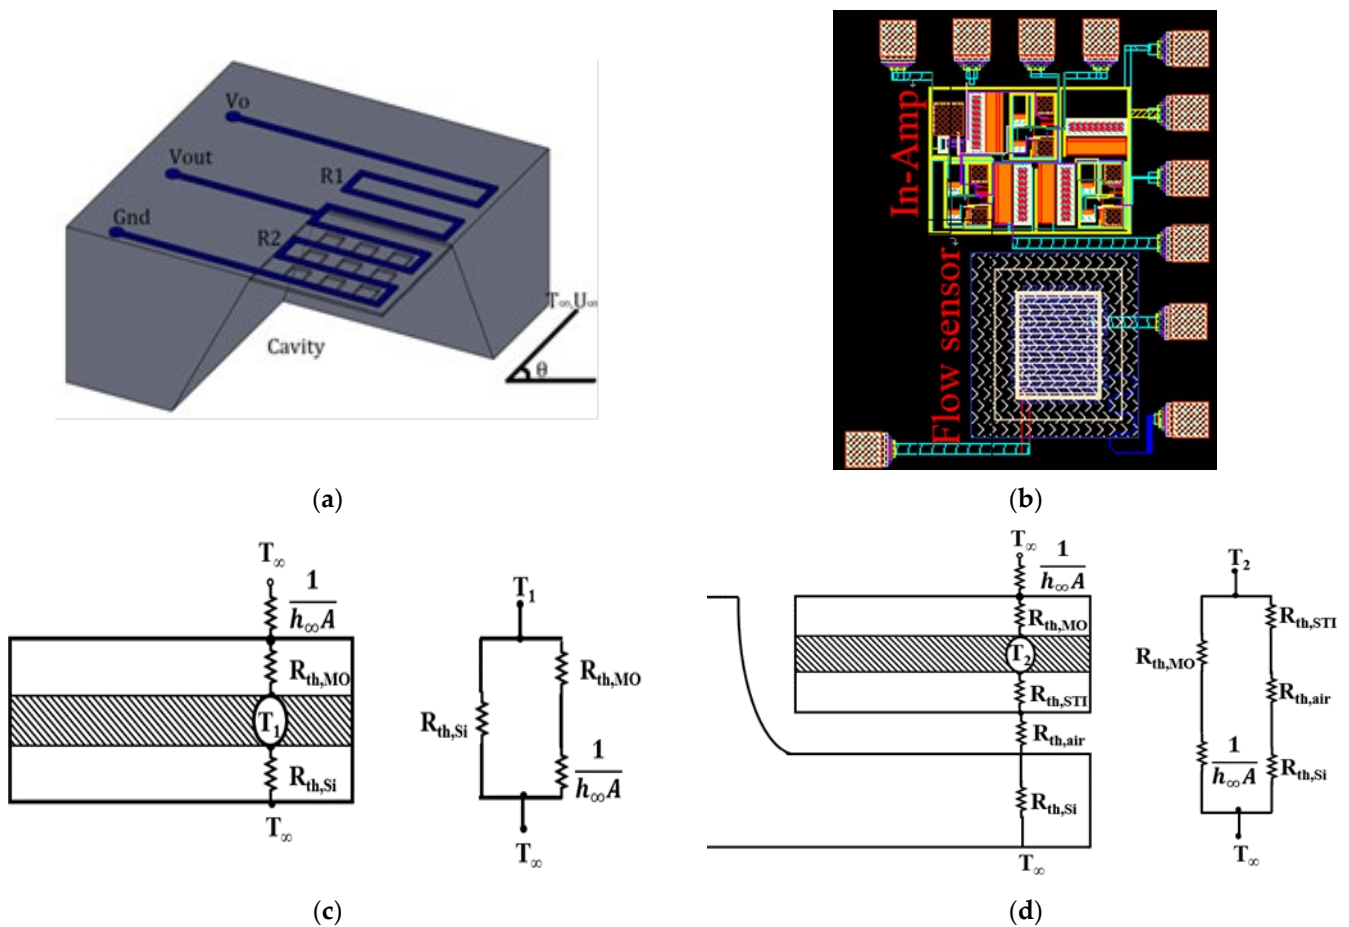 Vo
Vout
R1
Gnd
R2
T∞,U∞
Cavity
θ
(a)
In-Amp
Flow sensor
(b)
T∞
1
h∞A
Rth,MO
T1
Rth,Si
T∞
T1
Rth,MO
Rth,Si
1
h∞A
T∞
(c)
T∞
1
h∞A
Rth,MO
T2
Rth,STI
Rth,air
Rth,Si
T∞
T2
Rth,STI
Rth,MO
Rth,air
1
h∞A
Rth,Si
T∞
(d)